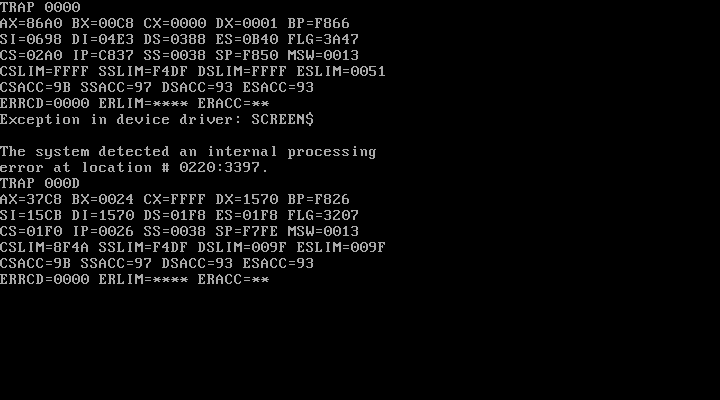 TRAP 0000
AX=86A0 BX=00C8 CX=0000 DX=0001 BP=F866
SI=0698 DI=04E3 DS=0388 ES=0B40 FLG=3A47
CS=02A0 IP=C837 SS=0038 SP=F850 MSW=0013
CSLIM=FFFF SSLIM=F4DF DSLIM=FFFF ESLIM=0051
CSACC=9B SSACC=97 DSACC=93 ESACC=93
ERRCD=0000 ERLIM=**** ERACC=**
Exception in device driver: SCREEN$
The system detected an internal processing
error at location # 0220:3397.
TRAP 000D
AX=37C8 BX=0024 CX=FFFF DX=1570 BP=F826
SI=15CB DI=1570 DS=01F8 ES=01F8 FLG=3207
CS=01F0 IP=0026 SS=0038 SP=F7FE MSW=0013
CSLIM=8F4A SSLIM=F4DF DSLIM=009F ESLIM=009F
CSACC=9B SSACC=97 DSACC=93 ESACC=93
ERRCD=0000 ERLIM=**** ERACC=**